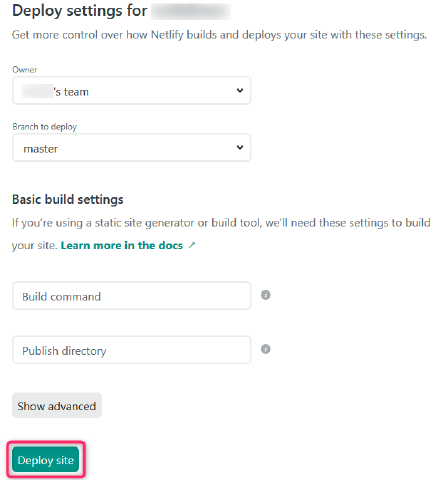 Deploy settings for
Get more control over how Netlify builds and deploys your site with these settings.
Owner
's team
Branch to deploy
master
Basic build settings
If you're using a static site generator or build tool, we'll need these settings to build
your site. Learn more in the docs ↗
Build command
Publish directory
Show advanced
Deploy site